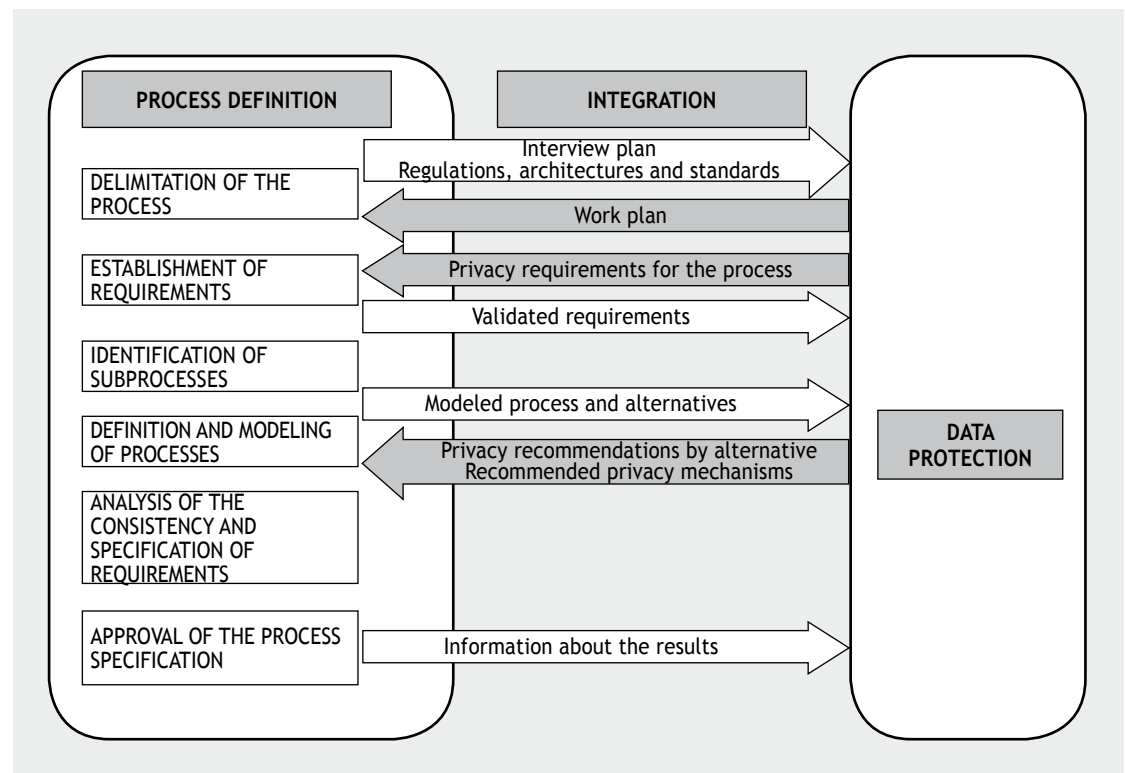 PROCESS DEFINITION
INTEGRATION
Interview plan
Regulations, architectures and standards
DELIMITATION OF THE
PROCESS
Work plan
ESTABLISHMENT OF
REQUIREMENTS
Privacy requirements for the process
Validated requirements
IDENTIFICATION OF
SUBPROCESSES
Modeled process and alternatives
DEFINITION AND MODELING
OF PROCESSES
Privacy recommendations by alternative
Recommended privacy mechanisms
DATA
PROTECTION
ANALYSIS OF THE
CONSISTENCY AND
SPECIFICATION OF
REQUIREMENTS
APPROVAL OF THE PROCESS
SPECIFICATION
Information about the results